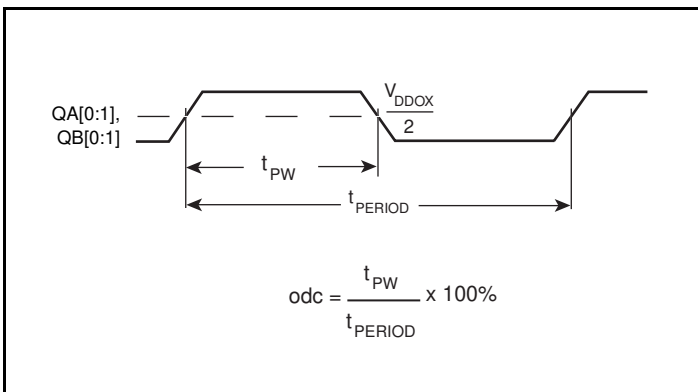 QA[0:1],
QB[0:1]
VDDOX
2
tPW
tPERIOD
odc = tPW x 100%
tPERIOD